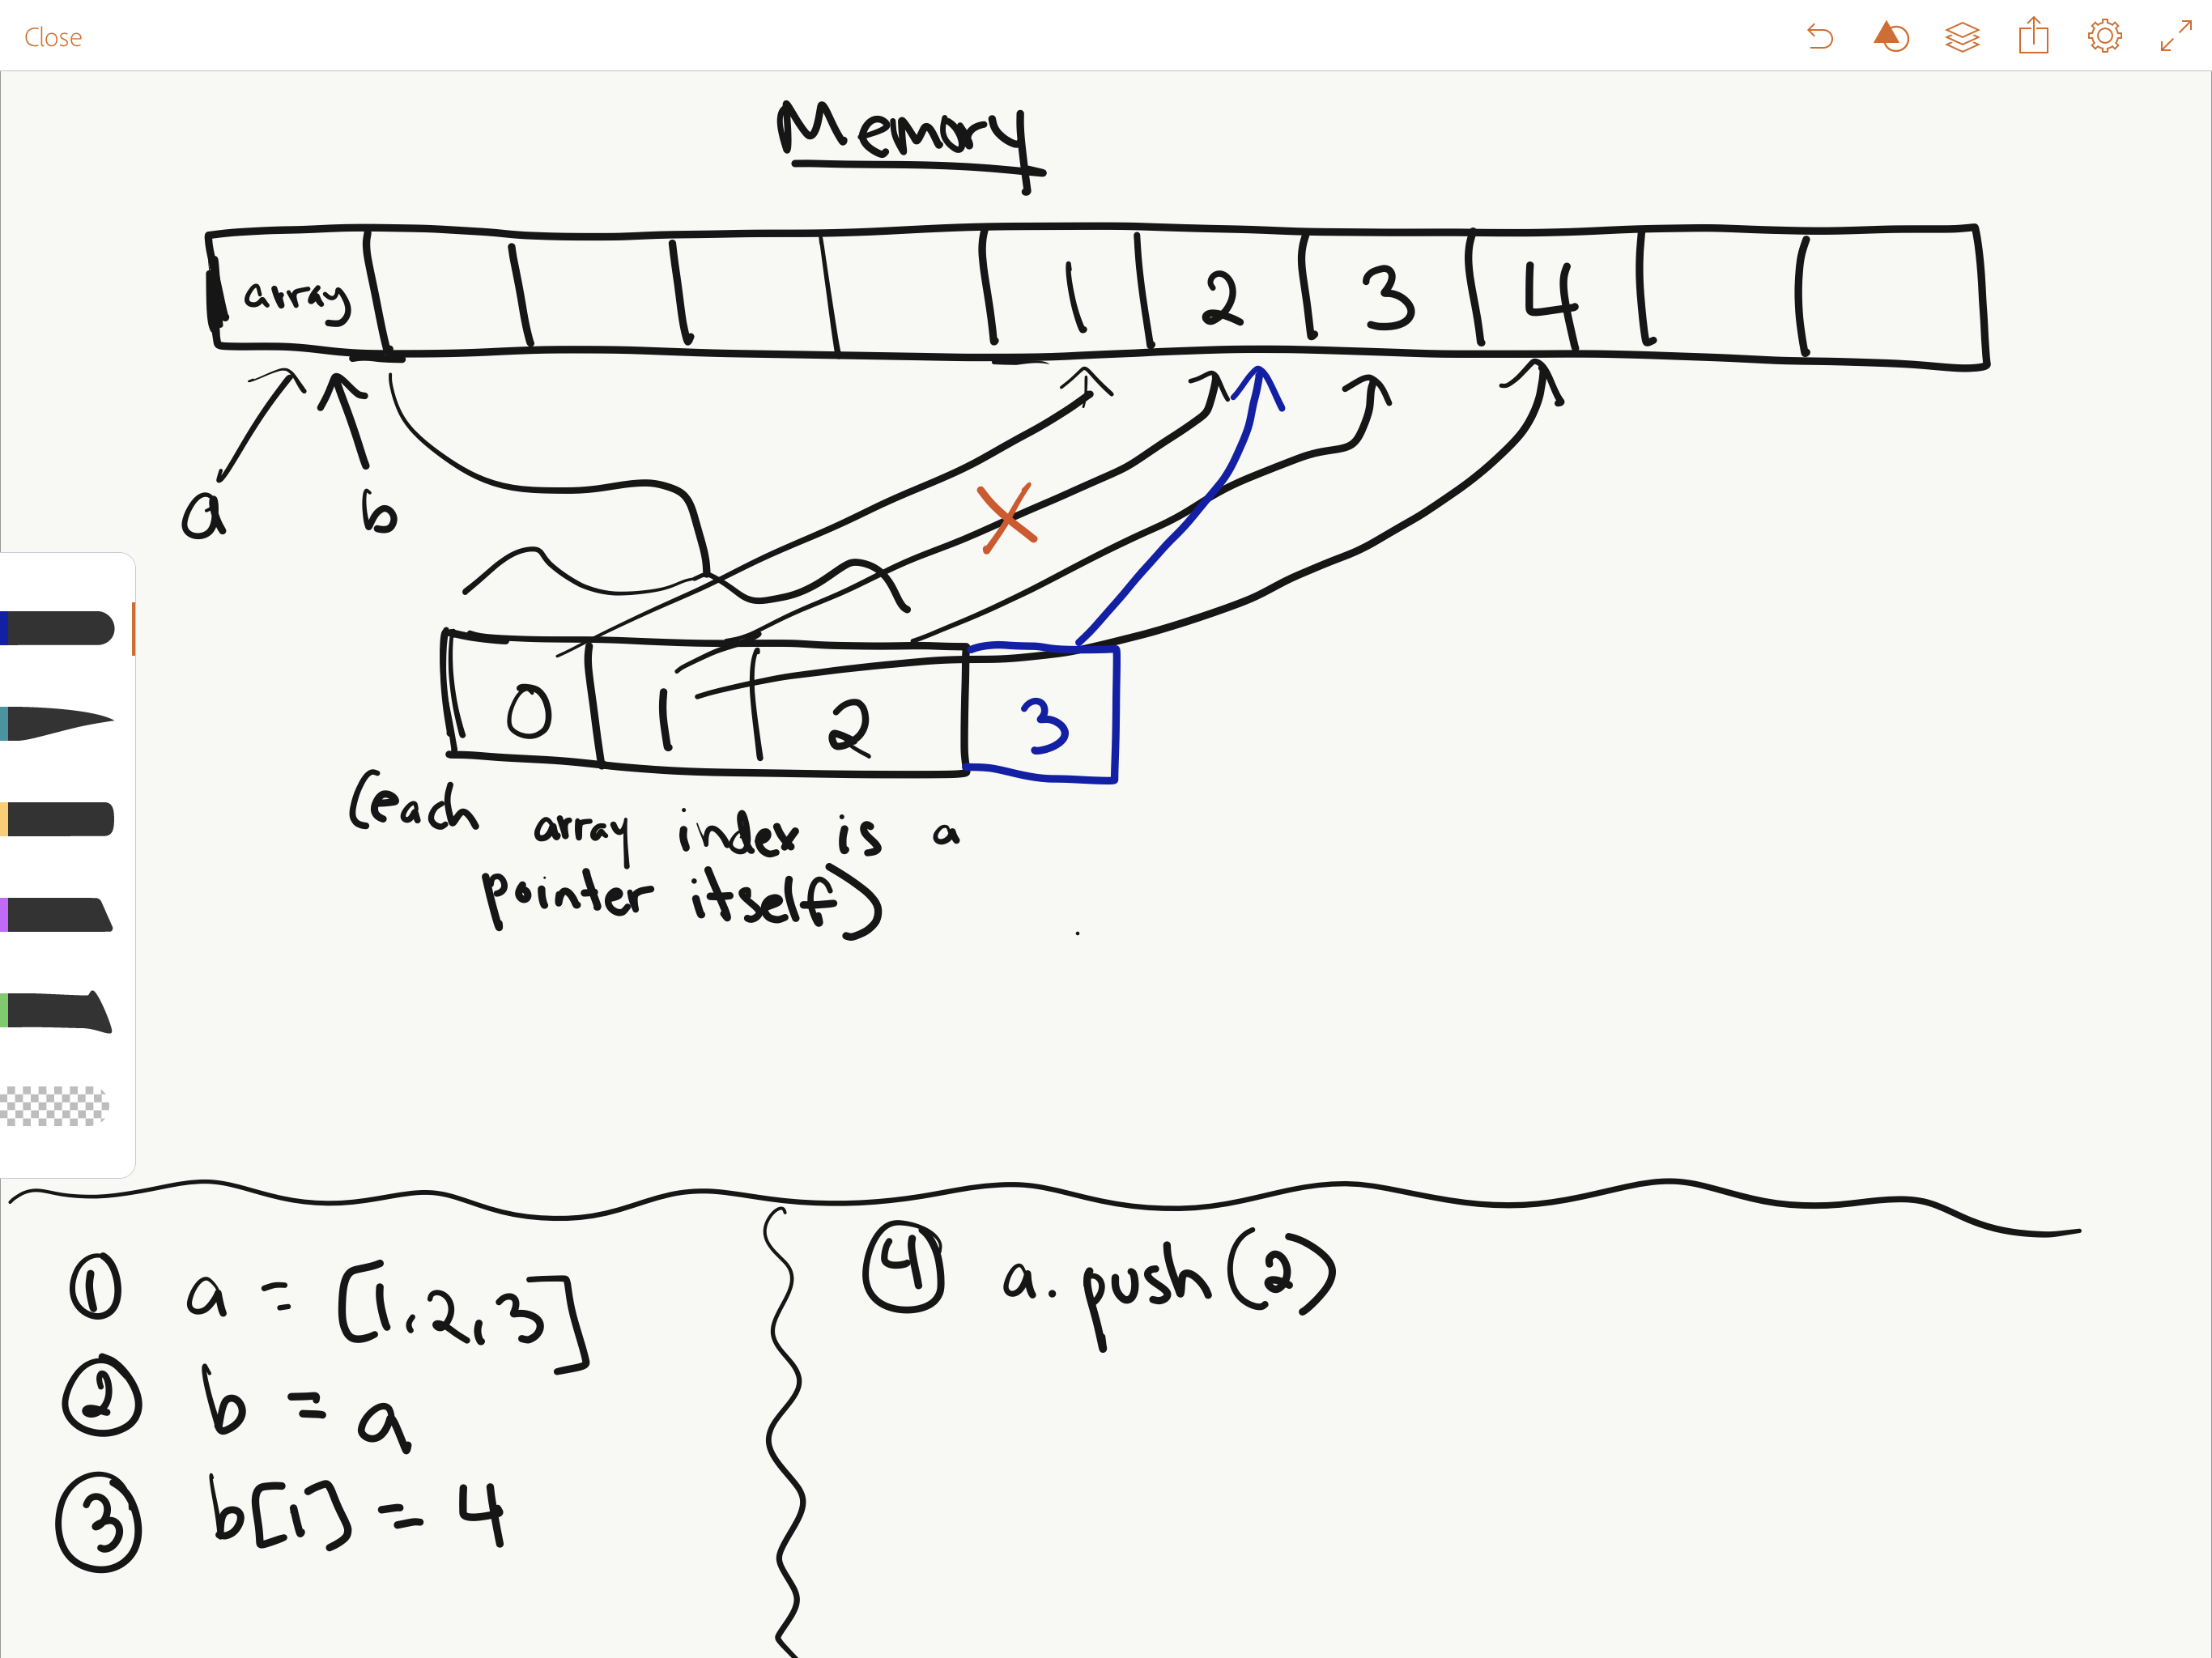 Close
Memory
array 1 2 3 4
a b
0 1 2 3
(each array index is a
pointer itself)
① a = [1,2,3]
② b = a
③ b[1] = 4
④ a.push(2)